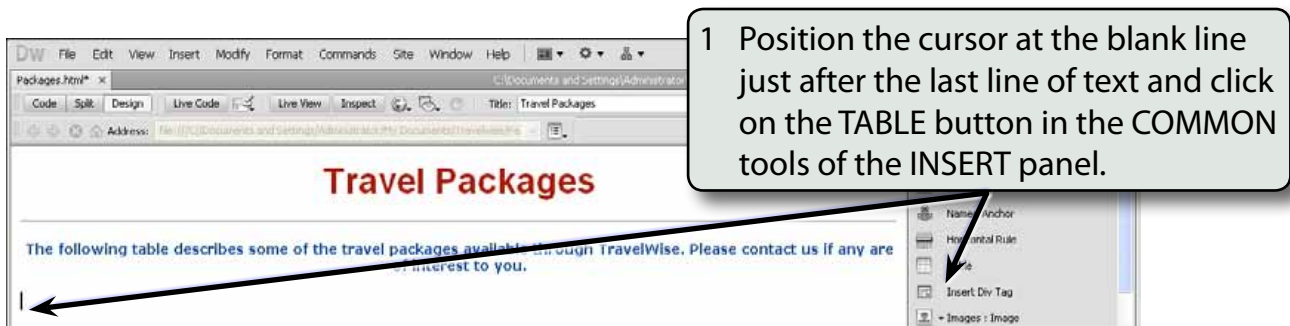 1 Position the cursor at the blank line
just after the last line of text and click
on the TABLE button in the COMMON
tools of the INSERT panel.
DW File Edit View Insert Modify Format Commands Site Window Help
Packages.html* × C:\Documents and Settings\Administrator
Code Split Design Live Code Live View Inspect Title: Travel Packages
Address:
Travel Packages
Named Anchor
Horizontal Rule
The following table describes some of the travel packages available through TravelWise. Please contact us if any are
of interest to you.
Insert Div Tag
Images : Image